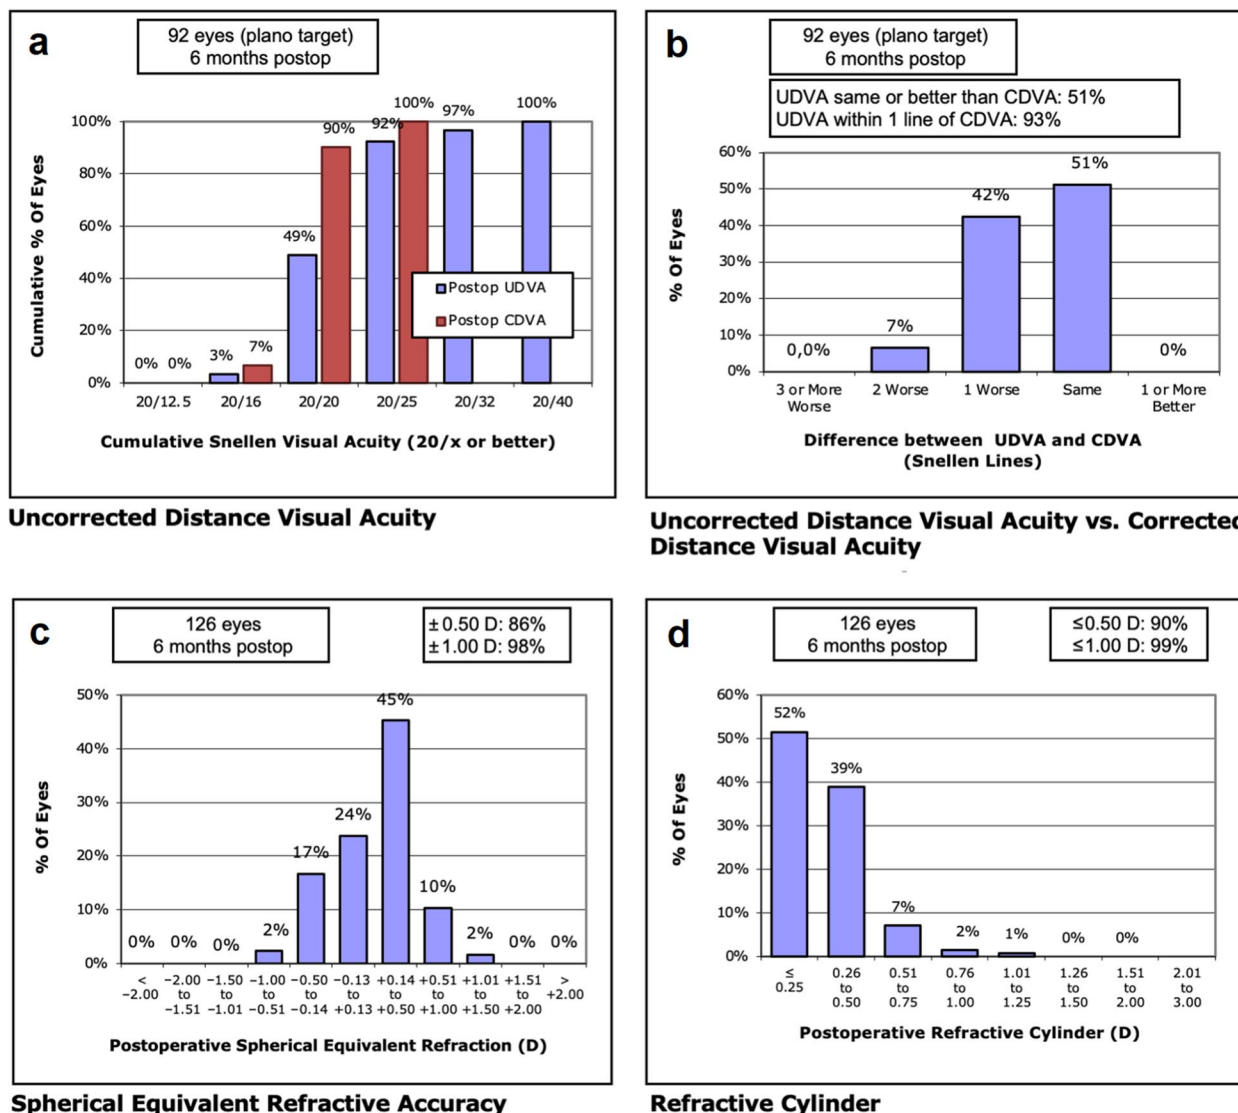 a
92 eyes (plano target)
6 months postop
Cumulative % Of Eyes
100%
80%
60%
40%
20%
0%
0% 0%
3% 7%
49% 90%
92% 100%
97%
100%
Postop UDVA
Postop CDVA
20/12.5 20/16 20/20 20/25 20/32 20/40
Cumulative Snellen Visual Acuity (20/x or better)
Uncorrected Distance Visual Acuity
b
92 eyes (plano target)
6 months postop
UDVA same or better than CDVA: 51%
UDVA within 1 line of CDVA: 93%
% Of Eyes
60%
50%
40%
30%
20%
10%
0%
0,0% 7% 42% 51% 0%
3 or More Worse
2 Worse
1 Worse
Same
1 or More Better
Difference between UDVA and CDVA
(Snellen Lines)
Uncorrected Distance Visual Acuity vs. Corrected
Distance Visual Acuity
c
126 eyes
6 months postop
± 0.50 D: 86%
±1.00 D: 98%
% Of Eyes
50%
40%
30%
20%
10%
0%
0% 0% 0% 2% 17% 24% 45% 10% 2% 0% 0%
< −2.00
−2.00 to −1.51
−1.50 to −1.01
−1.00 to −0.51
−0.50 to −0.14
−0.13 to +0.13
+0.14 to +0.50
+0.51 to +1.00
+1.01 to +1.50
+1.51 to +2.00
> +2.00
Postoperative Spherical Equivalent Refraction (D)
Spherical Equivalent Refractive Accuracy
d
126 eyes
6 months postop
≤0.50 D: 90%
≤1.00 D: 99%
% Of Eyes
60%
50%
40%
30%
20%
10%
0%
52% 39% 7% 2% 1% 0% 0%
≤ 0.25
0.26 to 0.50
0.51 to 0.75
0.76 to 1.00
1.01 to 1.25
1.26 to 1.50
1.51 to 2.00
2.01 to 3.00
Postoperative Refractive Cylinder (D)
Refractive Cylinder